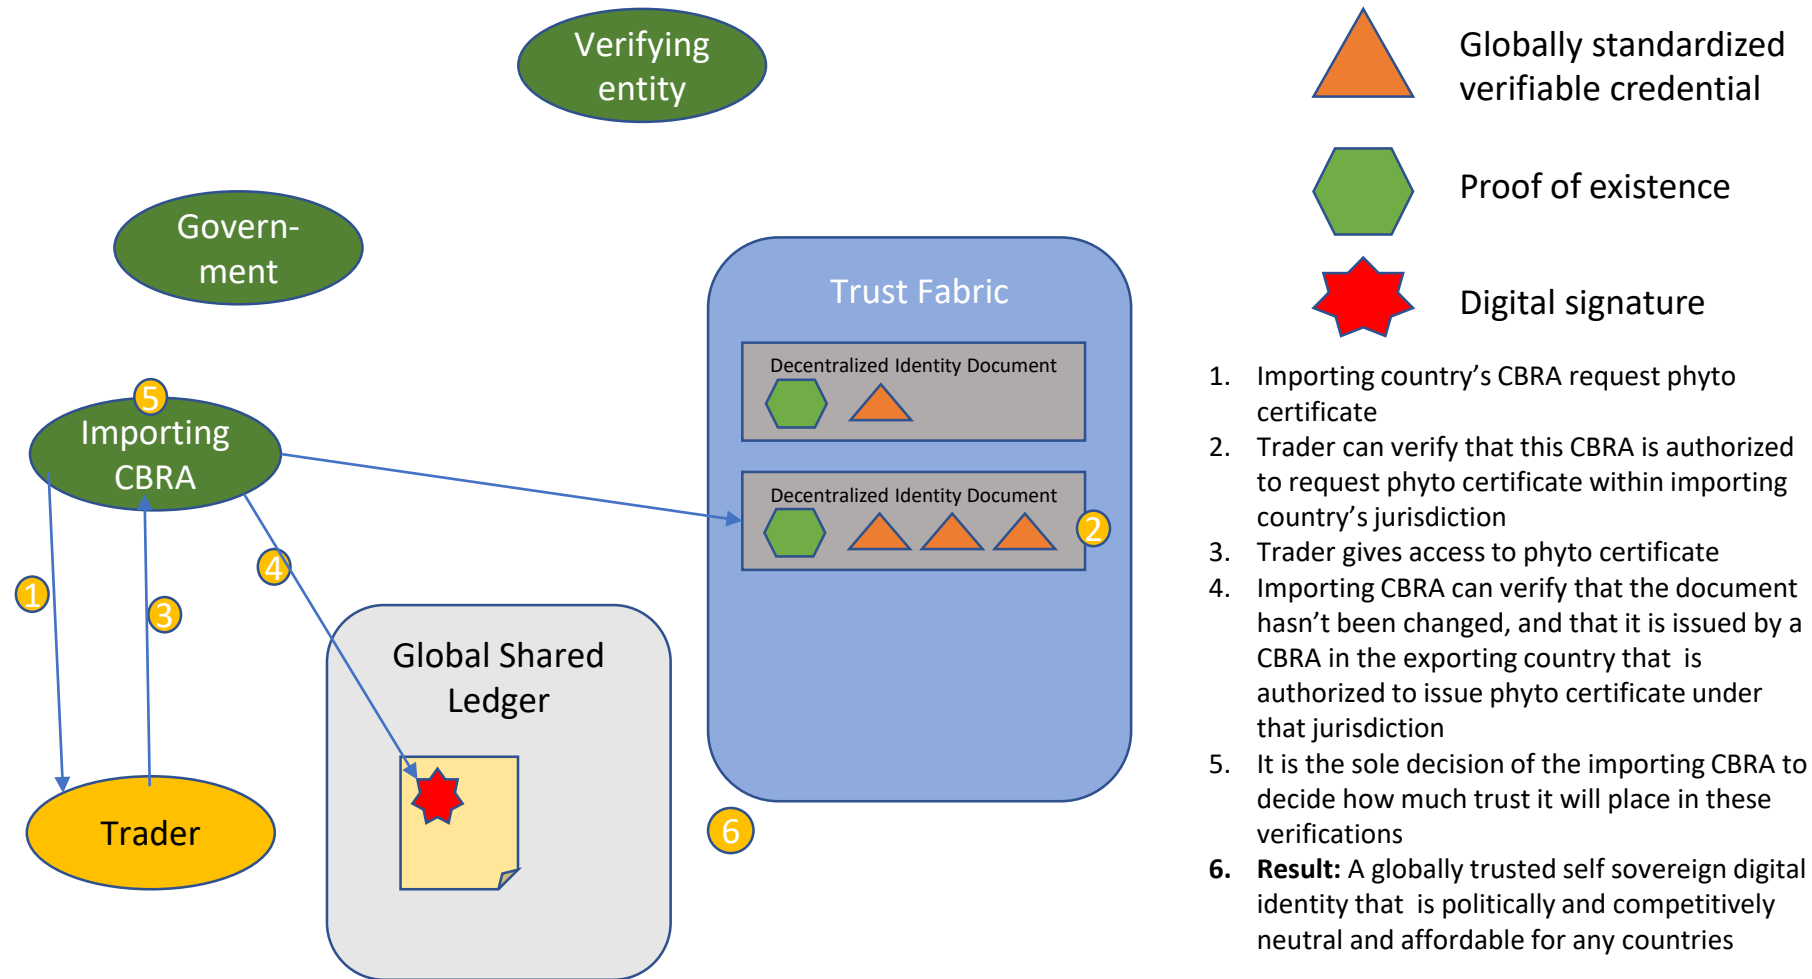 Verifying
entity
Globally standardized
verifiable credential
Proof of existence
Digital signature
Govern-
ment
Trust Fabric
Decentralized Identity Document
Decentralized Identity Document
2
5
Importing
CBRA
1
3
4
Global Shared
Ledger
Trader
6
1. Importing country’s CBRA request phyto
certificate
2. Trader can verify that this CBRA is authorized
to request phyto certificate within importing
country’s jurisdiction
3. Trader gives access to phyto certificate
4. Importing CBRA can verify that the document
hasn’t been changed, and that it is issued by a
CBRA in the exporting country that is
authorized to issue phyto certificate under
that jurisdiction
5. It is the sole decision of the importing CBRA to
decide how much trust it will place in these
verifications
6. Result: A globally trusted self sovereign digital
identity that is politically and competitively
neutral and affordable for any countries